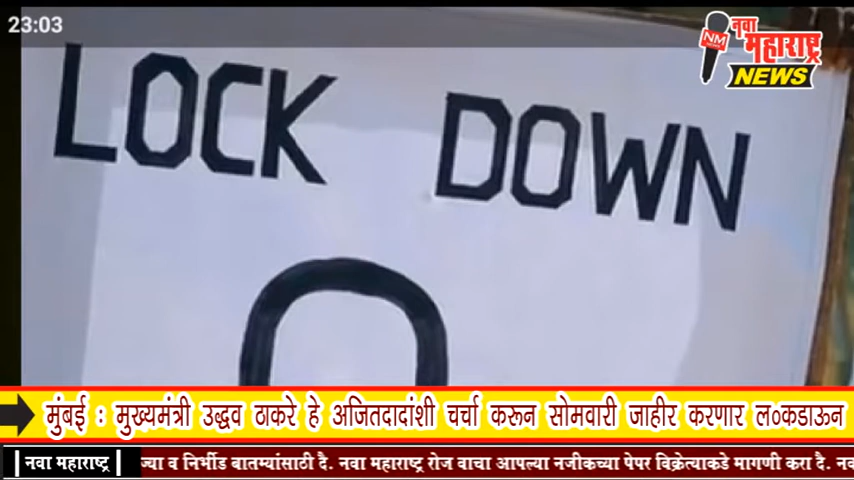 23:03
नवा
महाराष्ट्र
NM
NEWS
LOCK DOWN
मुंबई : मुख्यमंत्री उद्धव ठाकरे हे अजितदादांशी चर्चा करून सोमवारी जाहीर करणार ल०कडाऊन
नवा महाराष्ट्र
ज्या व निर्भीड बातम्यांसाठी दै. नवा महाराष्ट्र रोज वाचा आपल्या नजीकच्या पेपर विक्रेत्याकडे मागणी करा दै. नव